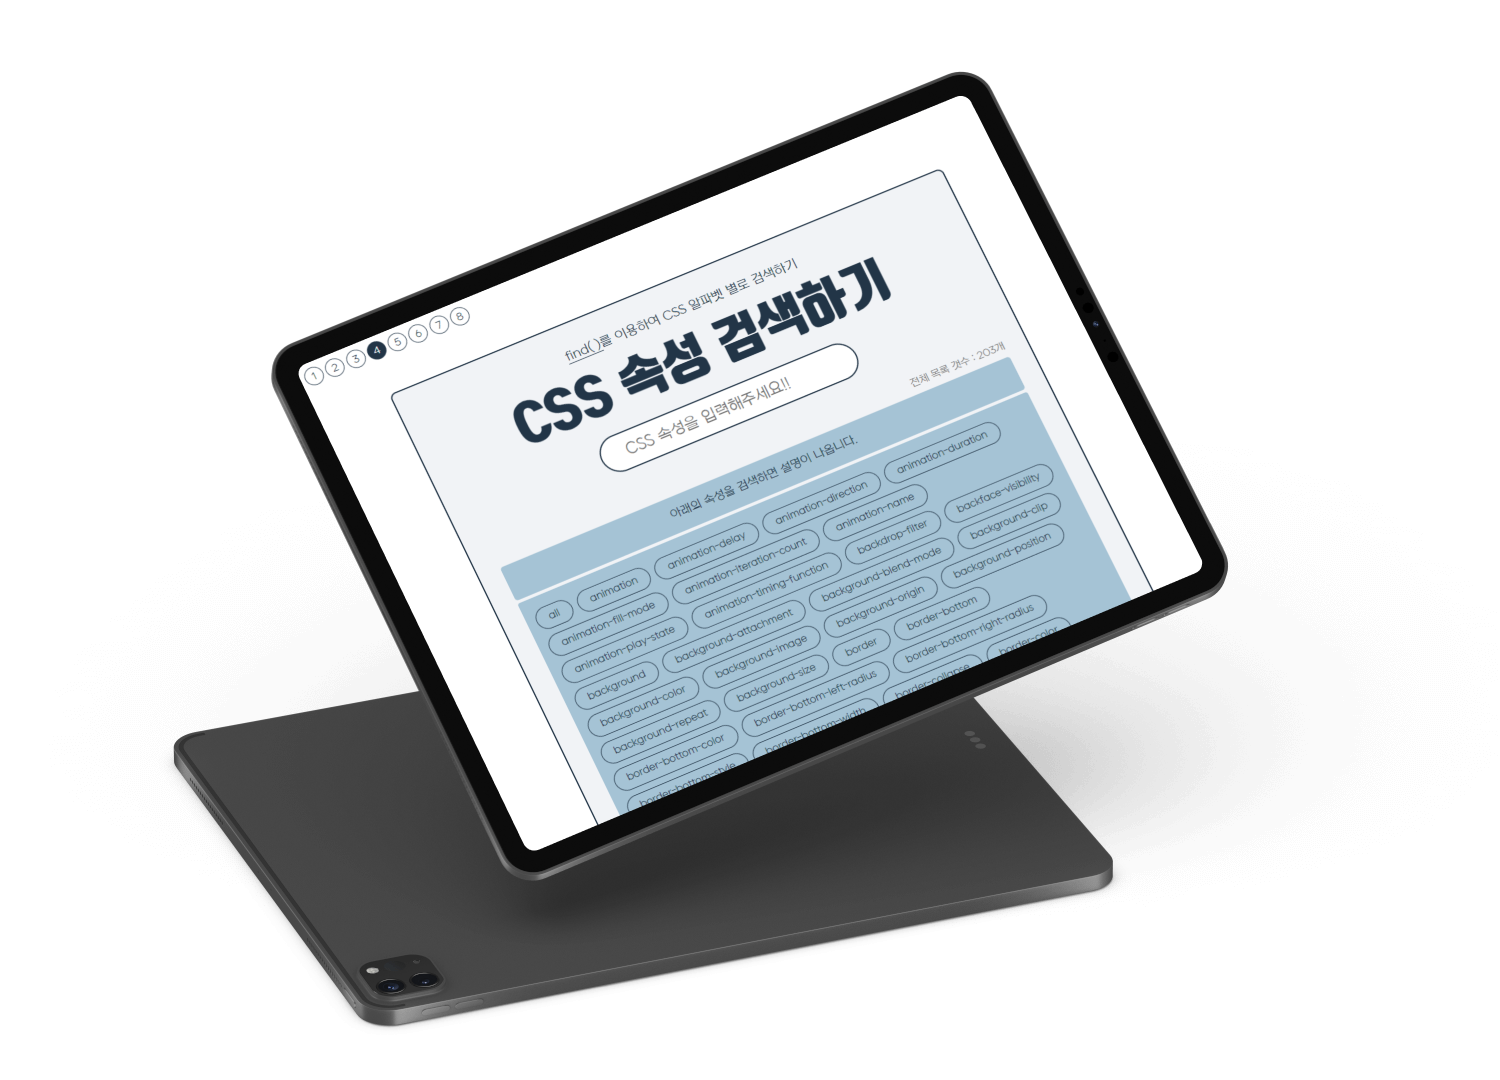 1 2 3 4 5 6 7 8
find( )를 이용하여 CSS 알파벳 별로 검색하기
CSS 속성 검색하기
CSS 속성을 입력해주세요!!
전체 목록 갯수 : 203개
아래의 속성을 검색하면 설명이 나옵니다.
all animation animation-delay animation-direction animation-duration
animation-fill-mode animation-iteration-count animation-name
animation-play-state animation-timing-function backdrop-filter backface-visibility
background background-attachment background-blend-mode background-clip
background-color background-image background-origin background-position
background-repeat background-size border border-bottom
border-bottom-color border-bottom-left-radius border-bottom-right-radius
border-bottom-style border-bottom-width border-collapse border-color